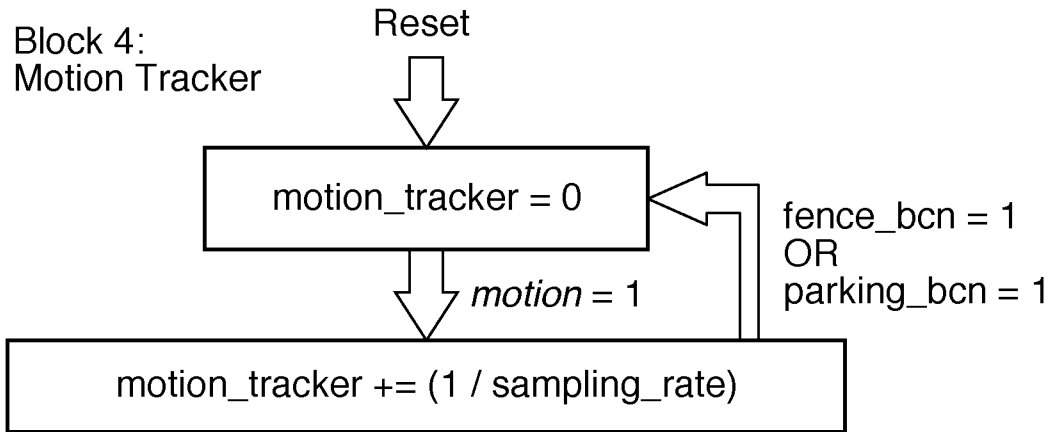 Block 4:
Motion Tracker
Reset
motion_tracker = 0
fence_bcn = 1
OR
parking_bcn = 1
motion = 1
motion_tracker += (1 / sampling_rate)